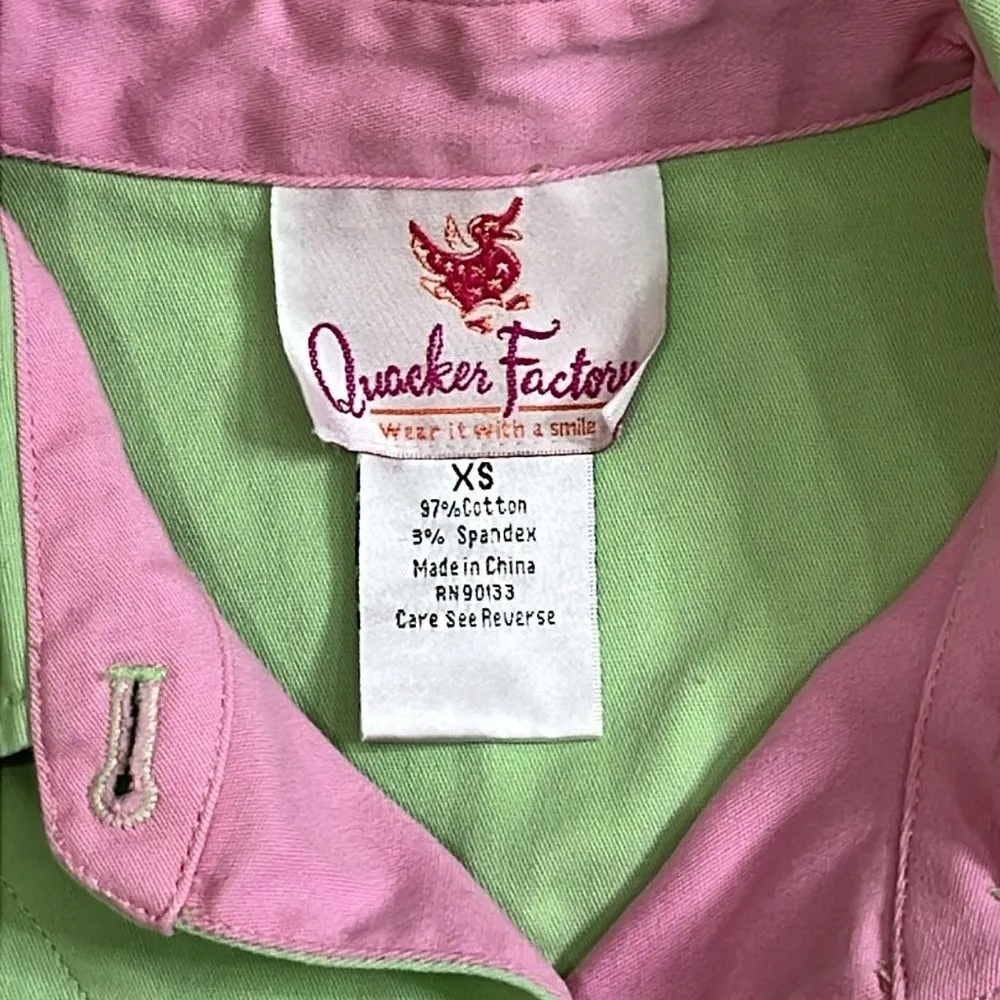 Quacker Factory
Wear it with a smile
XS
97% Cotton
3% Spandex
Made in China
RN90133
Care See Reverse